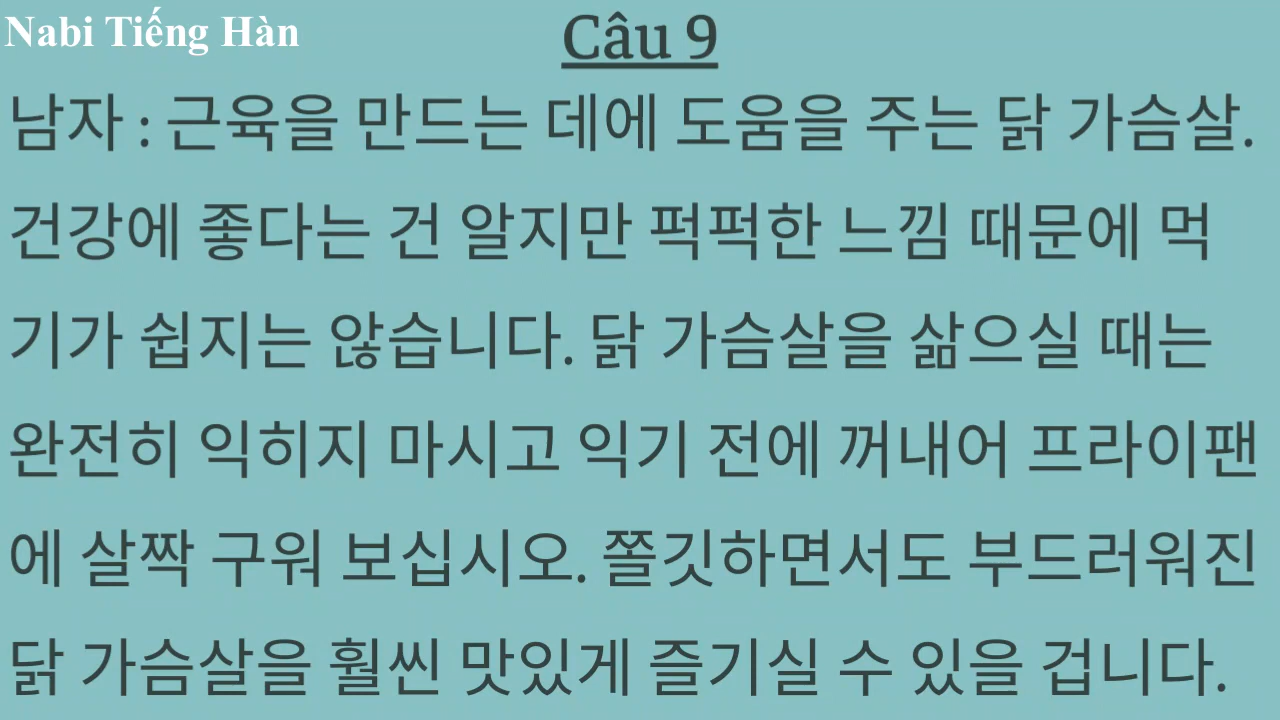 Nabi Tiếng Hàn
Câu 9
남자 : 근육을 만드는 데에 도움을 주는 닭 가슴살.
건강에 좋다는 건 알지만 퍽퍽한 느낌 때문에 먹
기가 쉽지는 않습니다. 닭 가슴살을 삶으실 때는
완전히 익히지 마시고 익기 전에 꺼내어 프라이팬
에 살짝 구워 보십시오. 쫄깃하면서도 부드러워진
닭 가슴살을 훨씬 맛있게 즐기실 수 있을 겁니다.